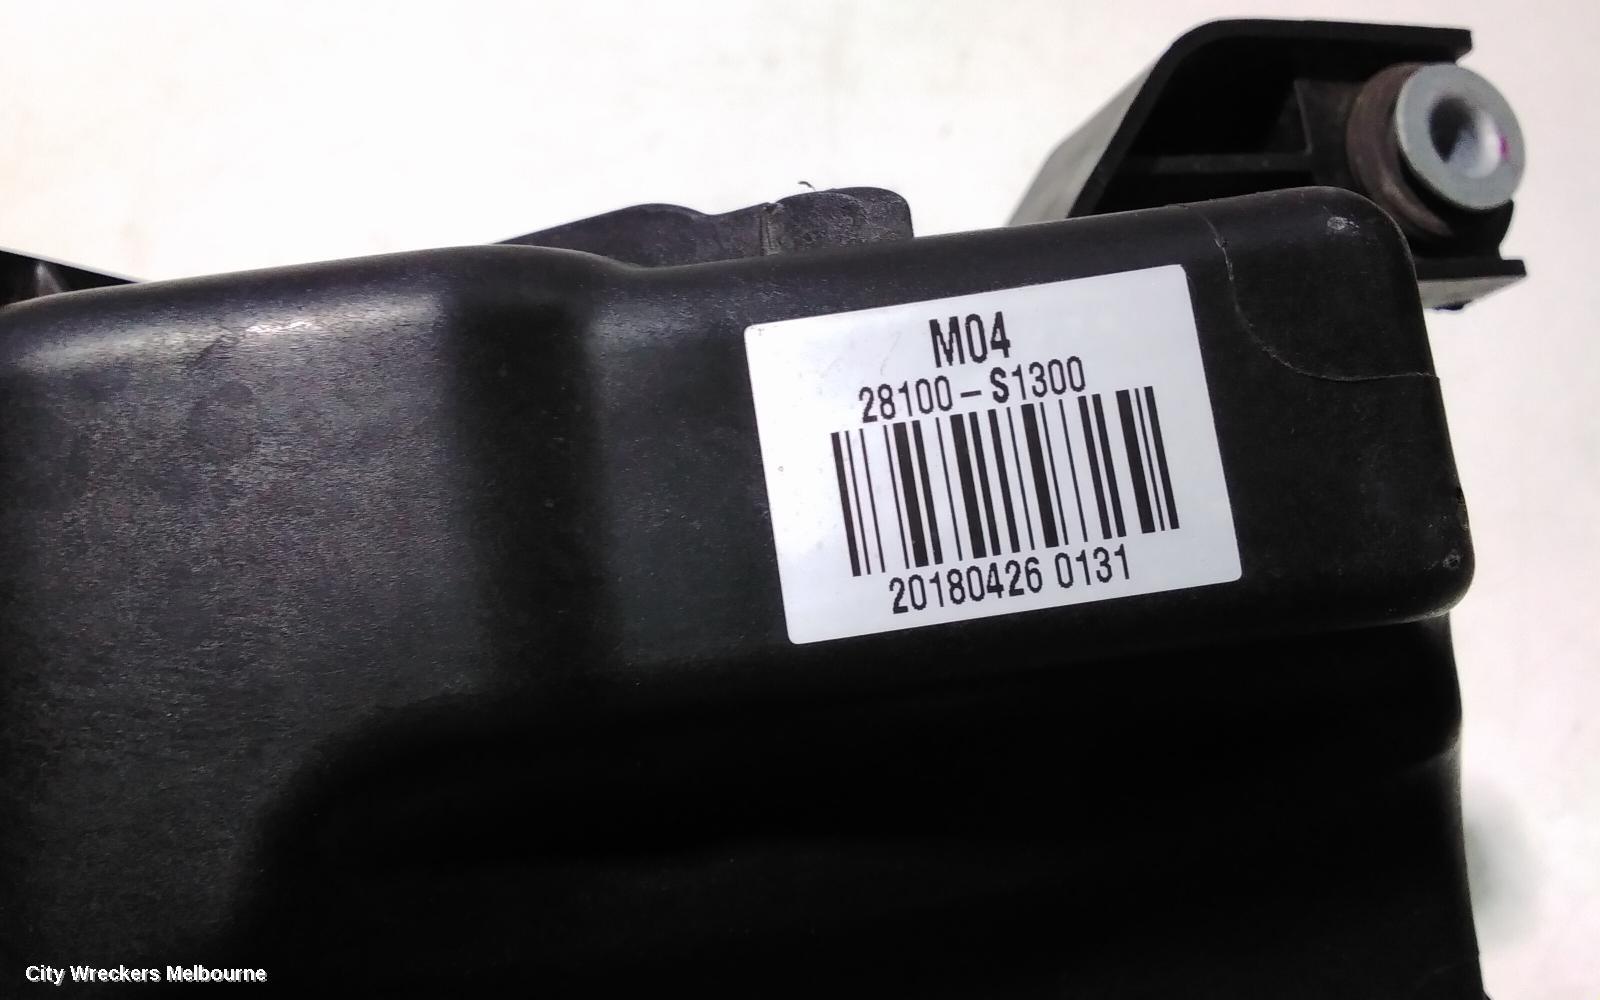 M04
28100-S1300
20180426 0131
City Wreckers Melbourne